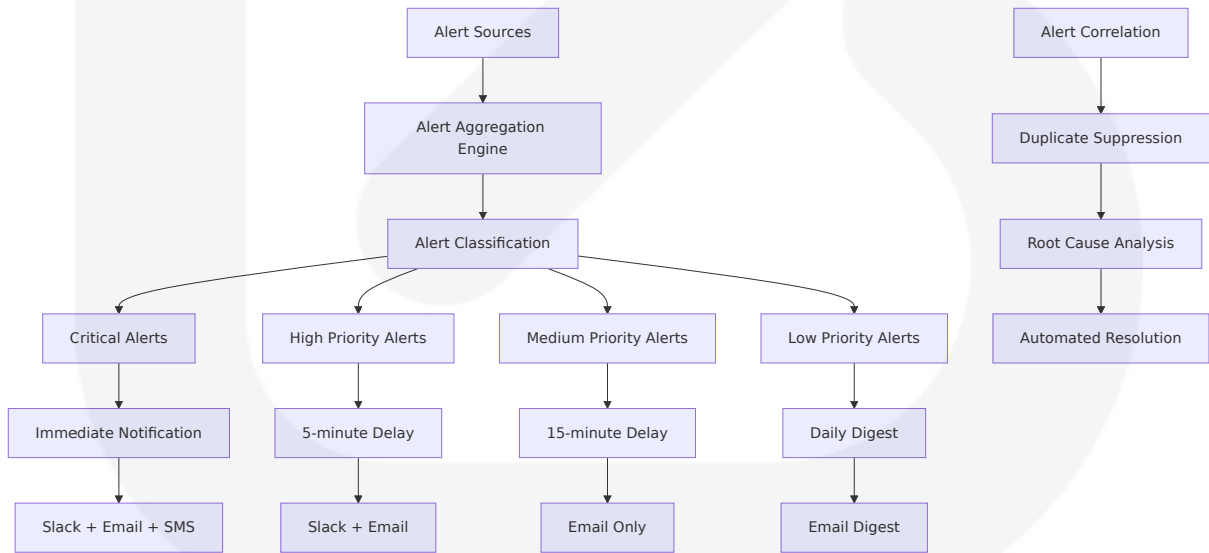 Alert Sources
Alert Correlation
Alert Aggregation
Engine
Duplicate Suppression
Alert Classification
Root Cause Analysis
Critical Alerts
High Priority Alerts
Medium Priority Alerts
Low Priority Alerts
Automated Resolution
Immediate Notification
5-minute Delay
15-minute Delay
Daily Digest
Slack + Email + SMS
Slack + Email
Email Only
Email Digest